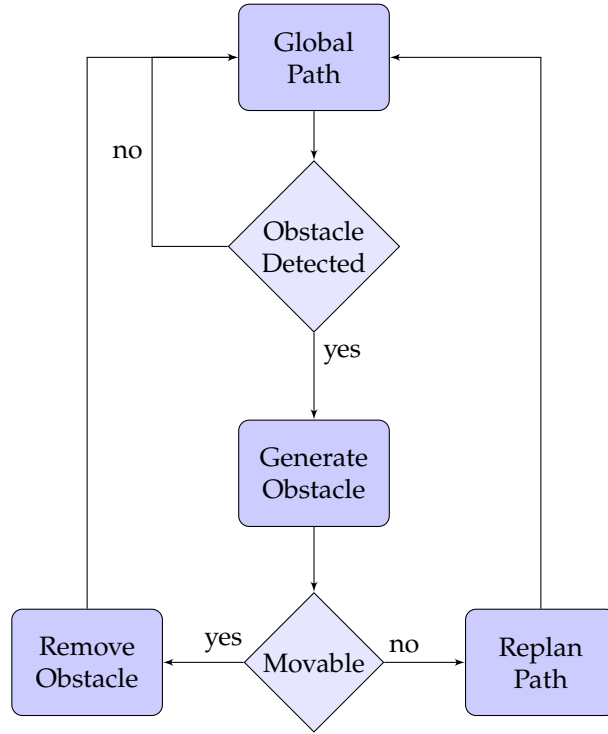 Global
Path
no
Obstacle
Detected
yes
Generate
Obstacle
Remove
Obstacle
yes
Movable
no
Replan
Path